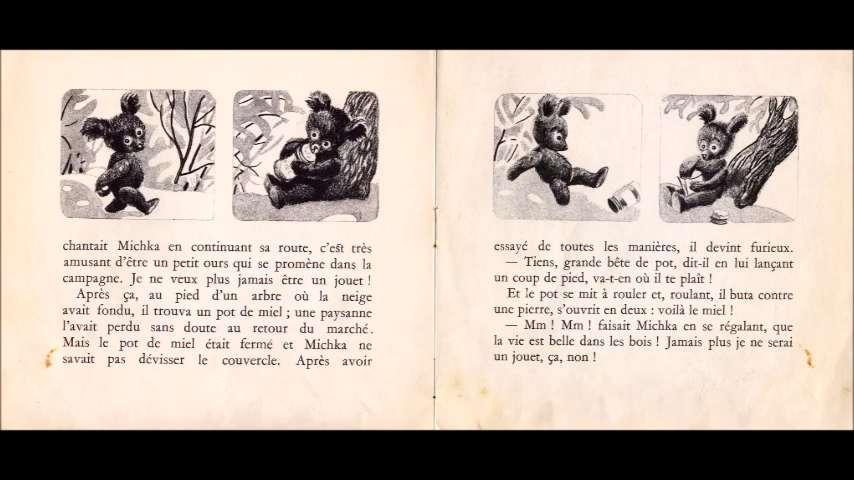 chantait Michka en continuant sa route, c'est très
amusant d'être un petit ours qui se promène dans la
campagne. Je ne veux plus jamais être un jouet !
Après ça, au pied d'un arbre où la neige
avait fondu, il trouva un pot de miel ; une paysanne
l'avait perdu sans doute au retour du marché.
Mais le pot de miel était fermé et Michka ne
savait pas dévisser le couvercle. Après avoir
essayé de toutes les manières, il devint furieux.
— Tiens, grande bête de pot, dit-il en lui lançant
un coup de pied, va-t-en où il te plaît !
Et le pot se mit à rouler et, roulant, il buta contre
une pierre, s'ouvrit en deux : voilà le miel !
— Mm ! Mm ! faisait Michka en se régalant, que
la vie est belle dans les bois ! Jamais plus je ne serai
un jouet, ça, non !